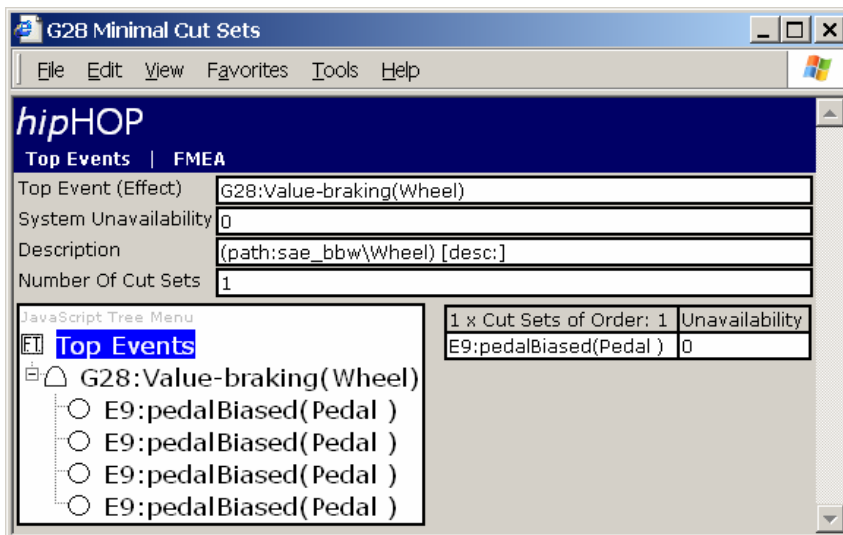 G28 Minimal Cut Sets
File Edit View Favorites Tools Help
hipHOP
Top Events | FMEA
Top Event (Effect) G28:Value-braking(Wheel)
System Unavailability 0
Description (path:sae_bbw\Wheel) [desc:]
Number Of Cut Sets 1
JavaScript Tree Menu
F.T. Top Events
G28:Value-braking(Wheel)
E9:pedalBiased(Pedal )
E9:pedalBiased(Pedal )
E9:pedalBiased(Pedal )
E9:pedalBiased(Pedal )
1 x Cut Sets of Order: 1 Unavailability
E9:pedalBiased(Pedal ) 0